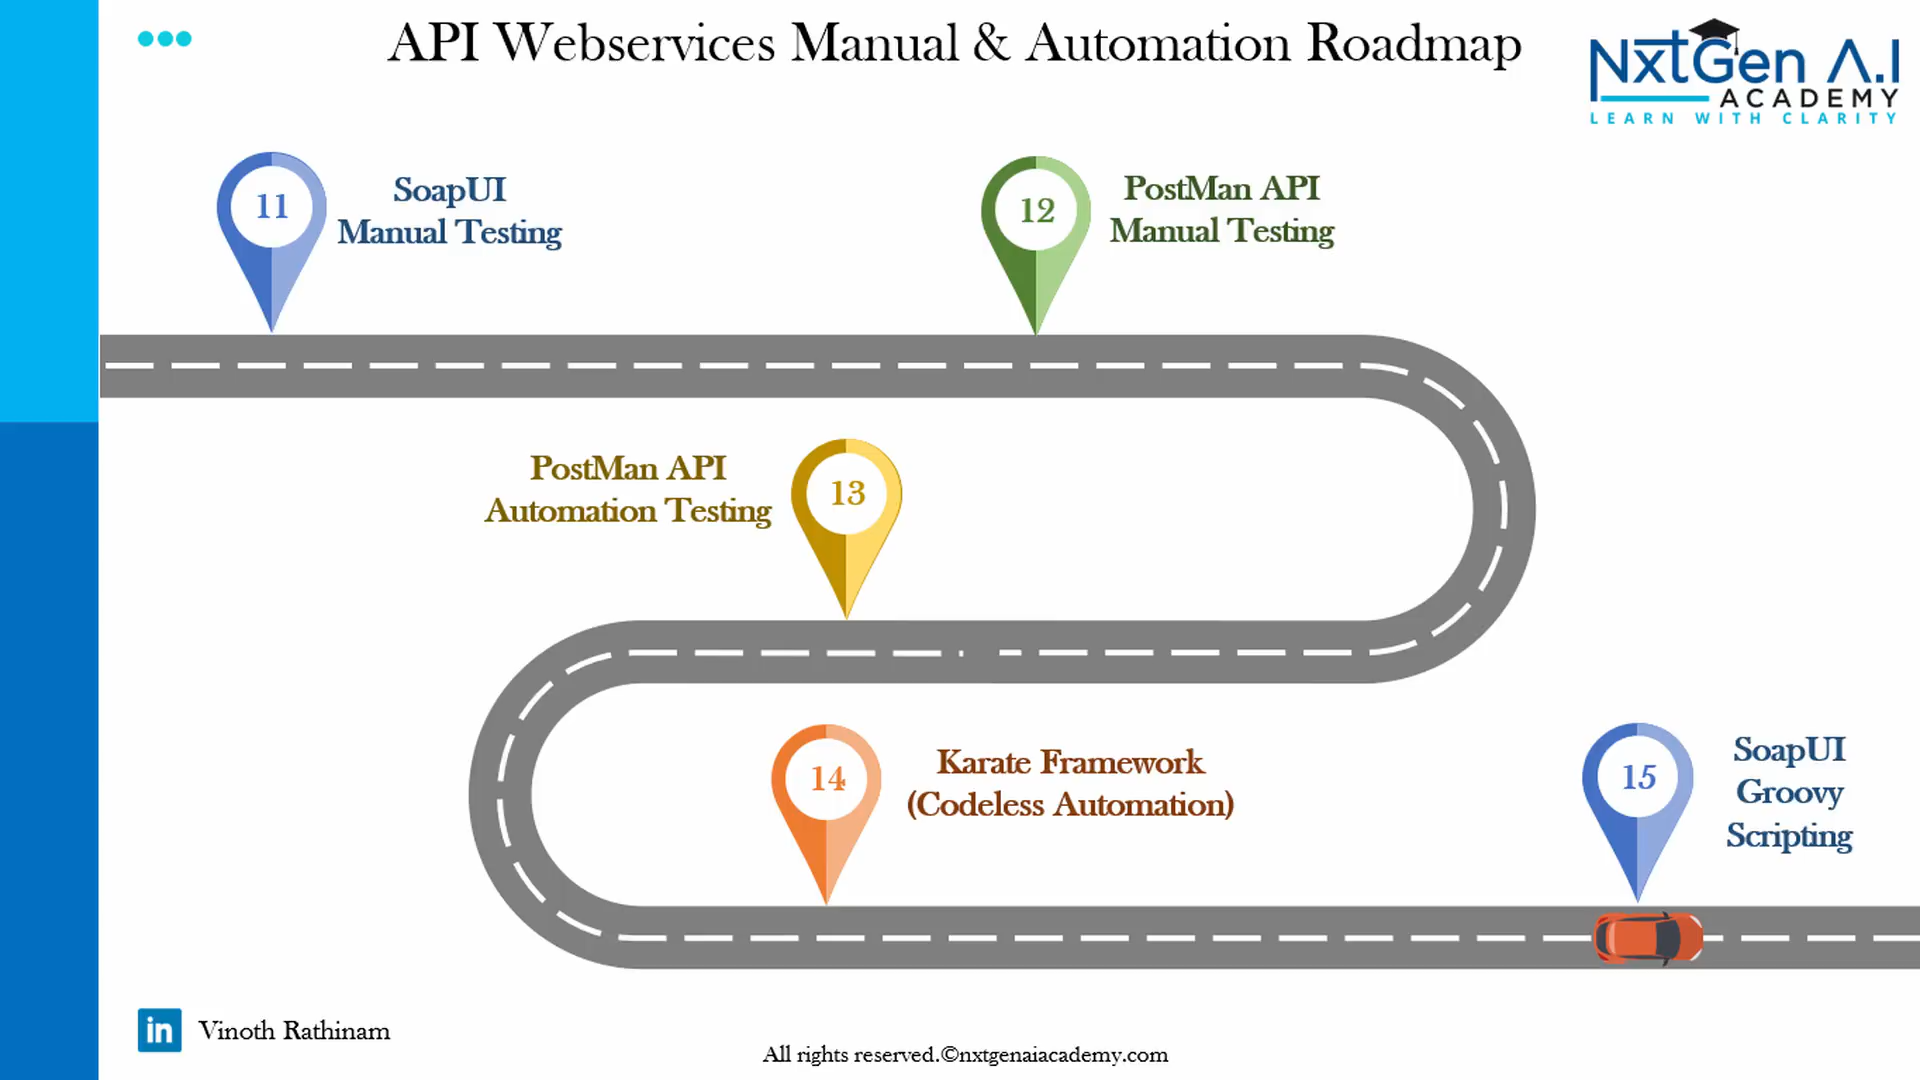 API Webservices Manual & Automation Roadmap
NxtGen A.I
ACADEMY
LEARN WITH CLARITY
11
SoapUI
Manual Testing
12
PostMan API
Manual Testing
PostMan API
Automation Testing
13
14
Karate Framework
(Codeless Automation)
15
SoapUI
Groovy
Scripting
in
Vinoth Rathinam
All rights reserved.©nxtgenaiacademy.com